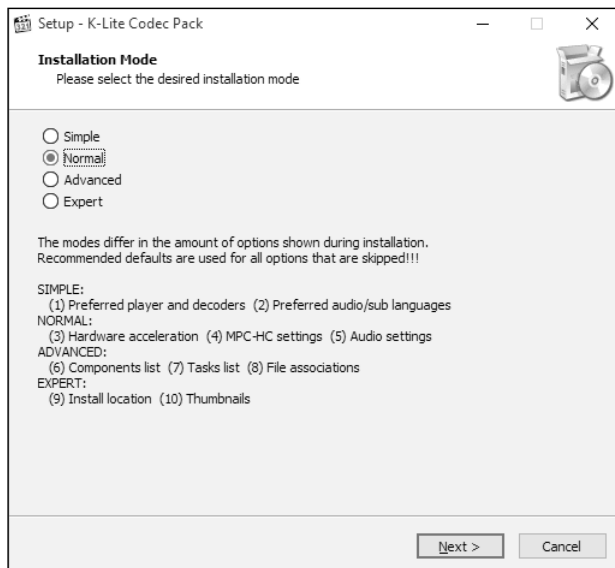 Setup - K-Lite Codec Pack
Installation Mode
Please select the desired installation mode
Simple
Normal
Advanced
Expert
The modes differ in the amount of options shown during installation.
Recommended defaults are used for all options that are skipped!!!
SIMPLE:
(1) Preferred player and decoders (2) Preferred audio/sub languages
NORMAL:
(3) Hardware acceleration (4) MPC-HC settings (5) Audio settings
ADVANCED:
(6) Components list (7) Tasks list (8) File associations
EXPERT:
(9) Install location (10) Thumbnails
Next > Cancel